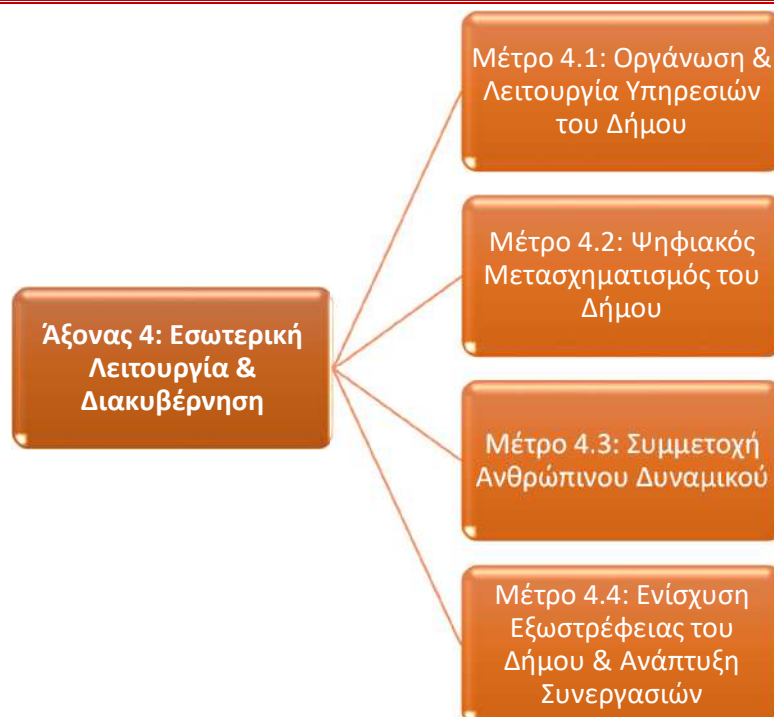 Άξονας 4: Εσωτερική
Λειτουργία &
Διακυβέρνηση
Μέτρο 4.1: Οργάνωση &
Λειτουργία Υπηρεσιών
του Δήμου
Μέτρο 4.2: Ψηφιακός
Μετασχηματισμός του
Δήμου
Μέτρο 4.3: Συμμετοχή
Ανθρώπινου Δυναμικού
Μέτρο 4.4: Ενίσχυση
Εξωστρέφειας του
Δήμου & Ανάπτυξη
Συνεργασιών